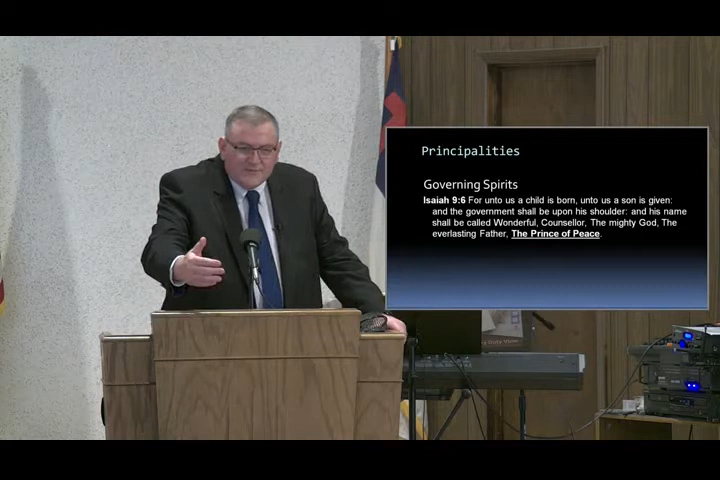 Principalities
Governing Spirits
Isaiah 9:6 For unto us a child is born, unto us a son is given:
and the government shall be upon his shoulder: and his name
shall be called Wonderful, Counsellor, The mighty God, The
everlasting Father, The Prince of Peace.